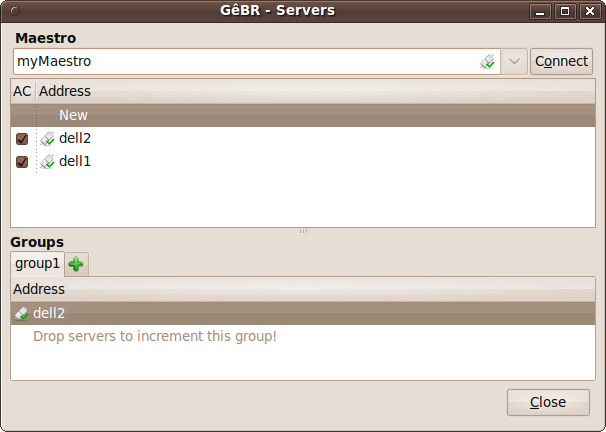 GêBR - Servers
Maestro
myMaestro
Connect
AC Address
New
dell2
dell1
Groups
group1
Address
dell2
Drop servers to increment this group!
Close